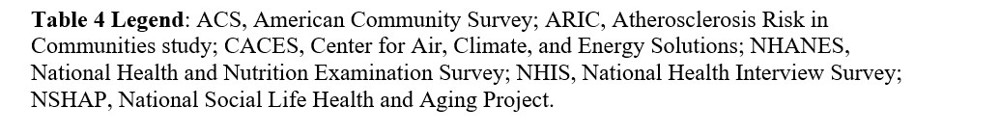 Table 4 Legend: ACS, American Community Survey; ARIC, Atherosclerosis Risk in
Communities study; CACES, Center for Air, Climate, and Energy Solutions; NHANES,
National Health and Nutrition Examination Survey; NHIS, National Health Interview Survey;
NSHAP, National Social Life Health and Aging Project.